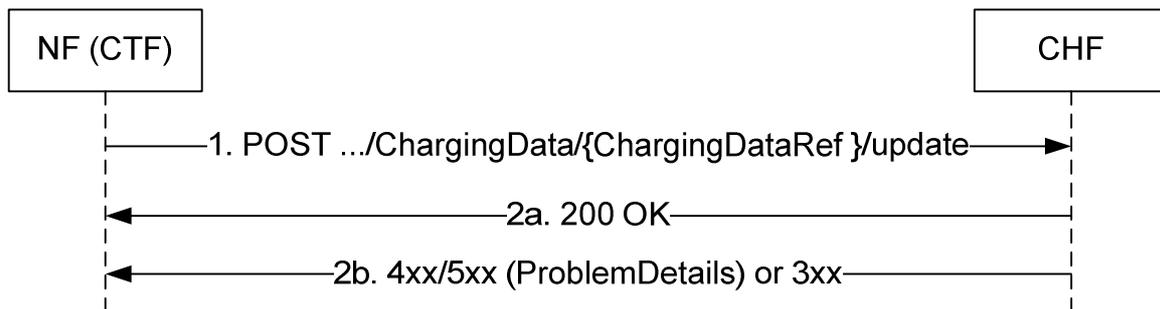 NF (CTF)
CHF
1. POST .../ChargingData/{ChargingDataRef }/update
2a. 200 OK
2b. 4xx/5xx (ProblemDetails) or 3xx